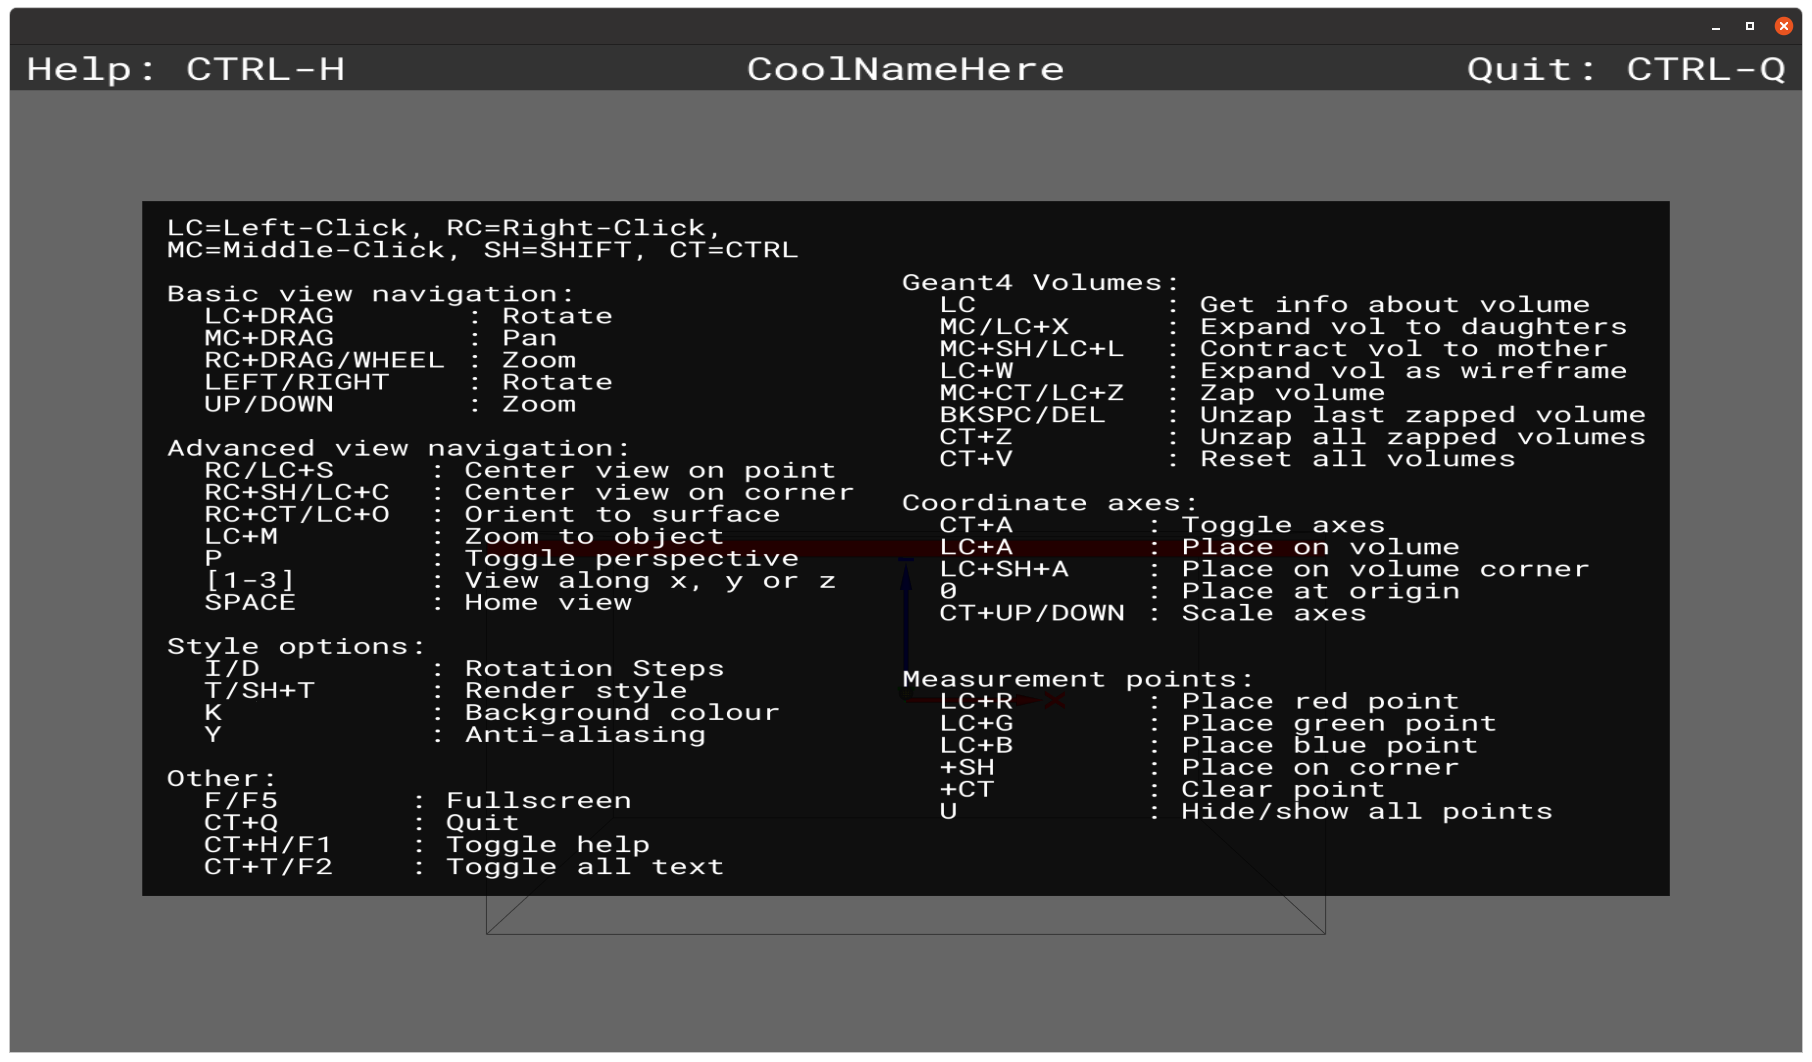 Help: CTRL-H CoolNameHere Quit: CTRL-Q
LC=Left-Click, RC=Right-Click,
MC=Middle-Click, SH=SHIFT, CT=CTRL
Basic view navigation:
LC+DRAG : Rotate
MC+DRAG : Pan
RC+DRAG/WHEEL : Zoom
LEFT/RIGHT : Rotate
UP/DOWN : Zoom
Advanced view navigation:
RC/LC+S : Center view on point
RC+SH/LC+C : Center view on corner
RC+CT/LC+O : Orient to surface
LC+M : Zoom to object
P : Toggle perspective
[1-3] : View along x, y or z
SPACE : Home view
Style options:
I/D : Rotation Steps
T/SH+T : Render style
K : Background colour
Y : Anti-aliasing
Other:
F/F5 : Fullscreen
CT+Q : Quit
CT+H/F1 : Toggle help
CT+T/F2 : Toggle all text
Geant4 Volumes:
LC : Get info about volume
MC/LC+X : Expand vol to daughters
MC+SH/LC+L : Contract vol to mother
LC+W : Expand vol as wireframe
MC+CT/LC+Z : Zap volume
BKSPC/DEL : Unzap last zapped volume
CT+Z : Unzap all zapped volumes
CT+V : Reset all volumes
Coordinate axes:
CT+A : Toggle axes
LC+A : Place on volume
LC+SH+A : Place on volume corner
0 : Place at origin
CT+UP/DOWN : Scale axes
Measurement points:
LC+R : Place red point
LC+G : Place green point
LC+B : Place blue point
+SH : Place on corner
+CT : Clear point
U : Hide/show all points